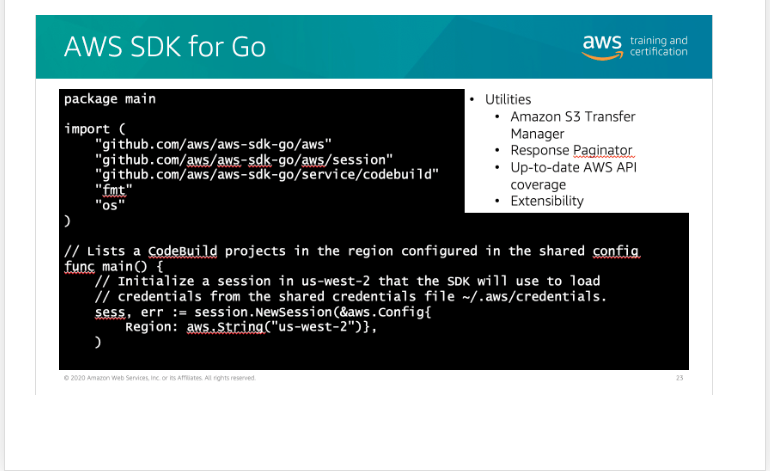 AWS SDK for Go
aws training and
certification
package main
import (
"github.com/aws/aws-sdk-go/aws"
"github.com/aws/aws-sdk-go/aws/session"
"github.com/aws/aws-sdk-go/service/codebuild"
"fmt"
"os"
)
// Lists a CodeBuild projects in the region configured in the shared config
func main() {
// Initialize a session in us-west-2 that the SDK will use to load
// credentials from the shared credentials file ~/.aws/credentials.
sess, err := session.NewSession(&aws.Config{
Region: aws.String("us-west-2")},
)
• Utilities
• Amazon S3 Transfer
Manager
• Response Paginator
• Up-to-date AWS API
coverage
• Extensibility
© 2020 Amazon Web Services, Inc. or its Affiliates. All rights reserved.
23